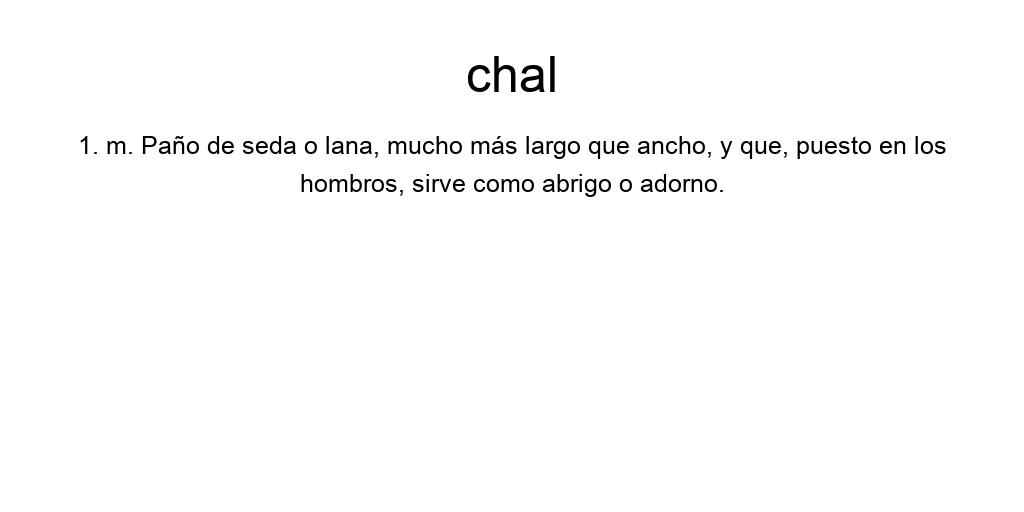 chal
1. m. Paño de seda o lana, mucho más largo que ancho, y que, puesto en los
hombros, sirve como abrigo o adorno.